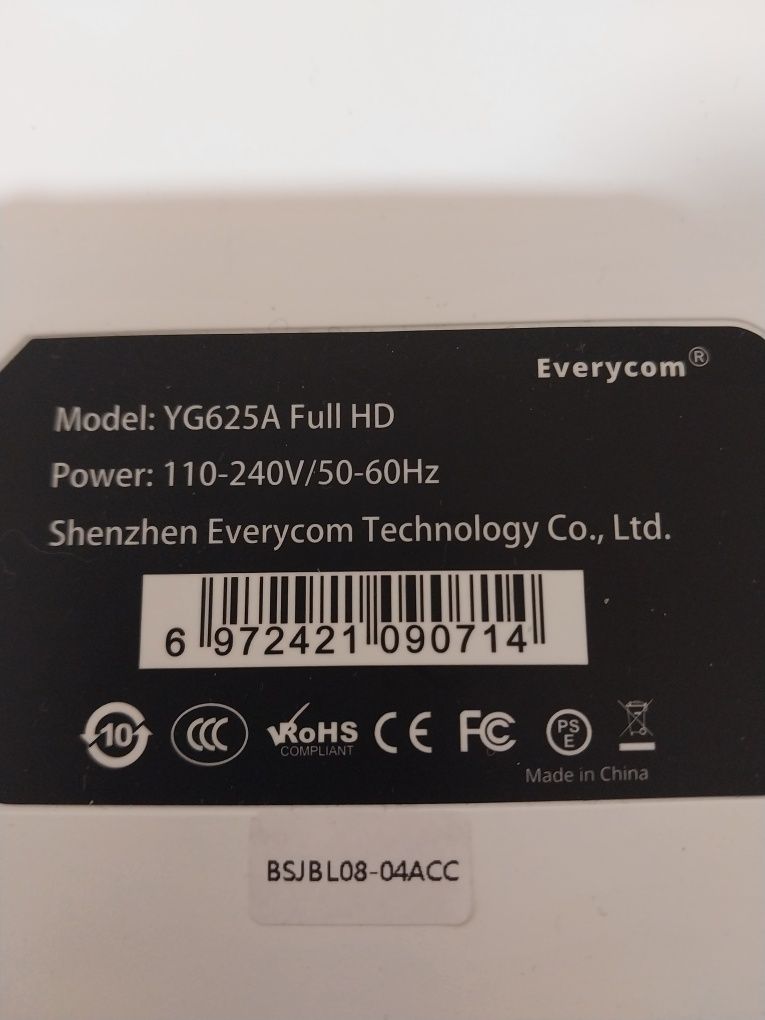 Everycom®
Model: YG625A Full HD
Power: 110-240V/50-60Hz
Shenzhen Everycom Technology Co., Ltd.
6 972421 090714
10 CCC RoHS CE FC PS
COMPLIANT E
Made in China
BSJBL08-04ACC